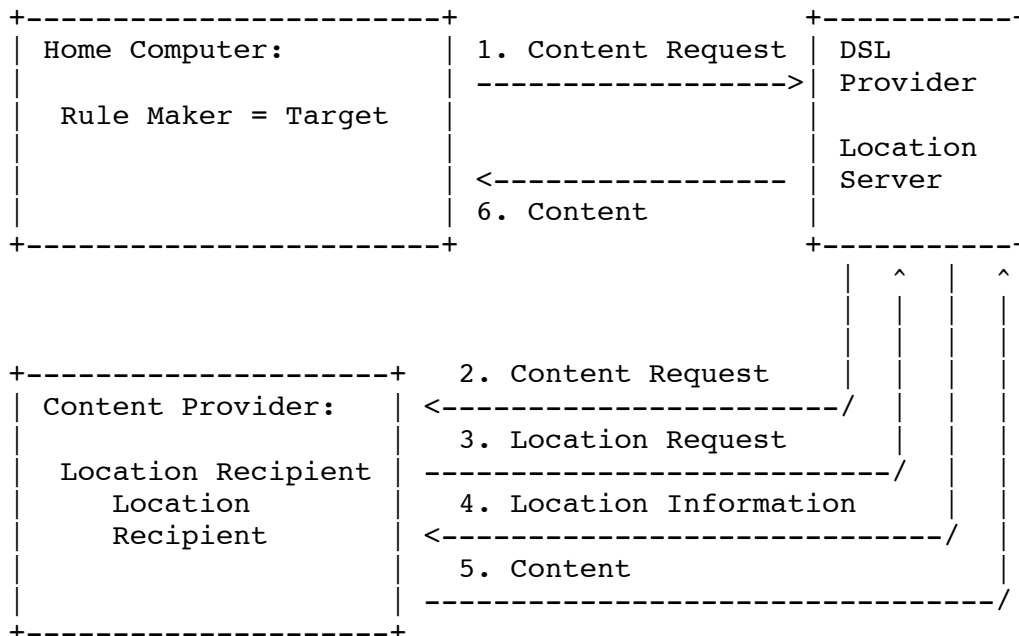 Home Computer:
1. Content Request
DSL
Provider
Rule Maker = Target
Location
Server
6. Content
2. Content Request
Content Provider:
3. Location Request
Location Recipient
4. Location Information
Location
Recipient
5. Content